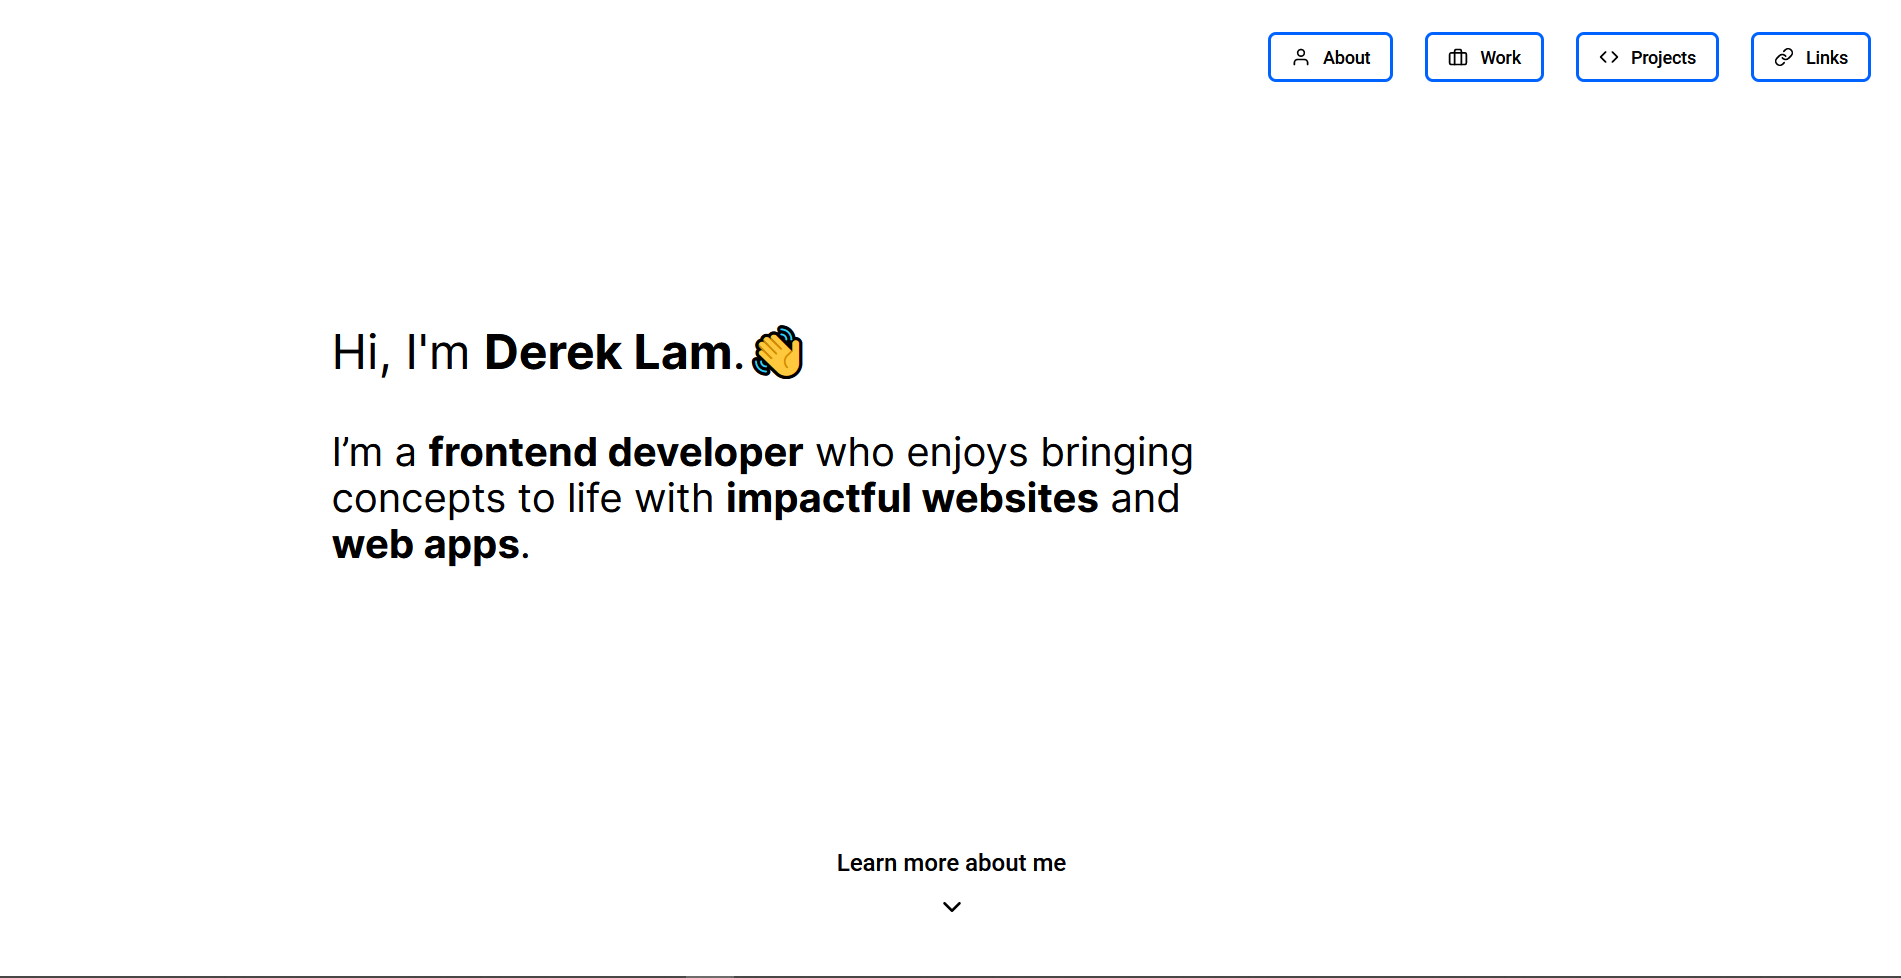 About
Work
Projects
Links
Hi, I'm Derek Lam.👋
I’m a frontend developer who enjoys bringing
concepts to life with impactful websites and
web apps.
Learn more about me